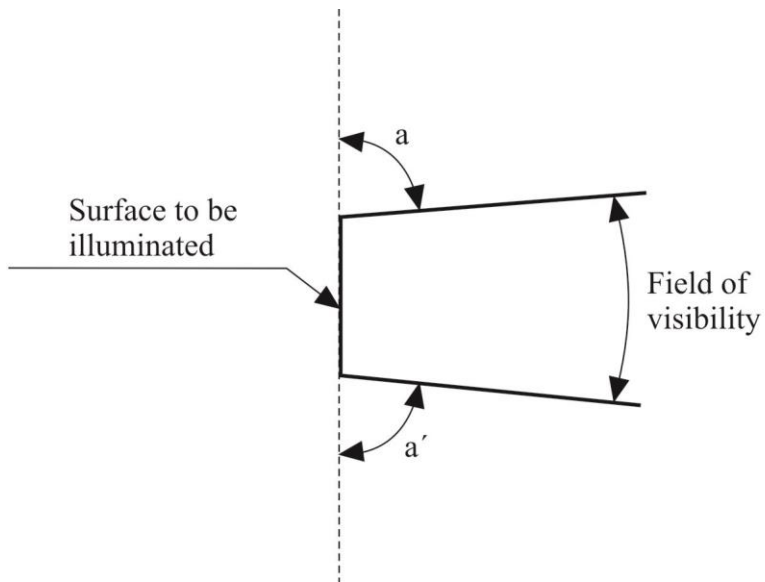 a
Surface to be
illuminated
Field of
visibility
a´